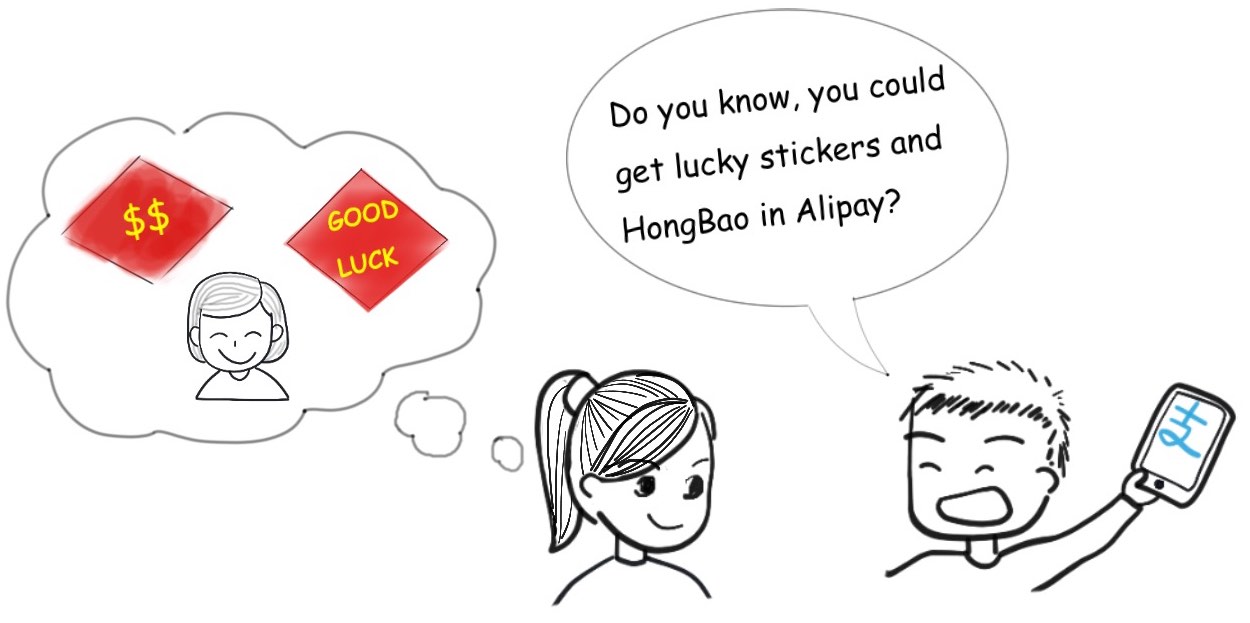 $$
GOOD
LUCK
Do you know, you could
get lucky stickers and
HongBao in Alipay?